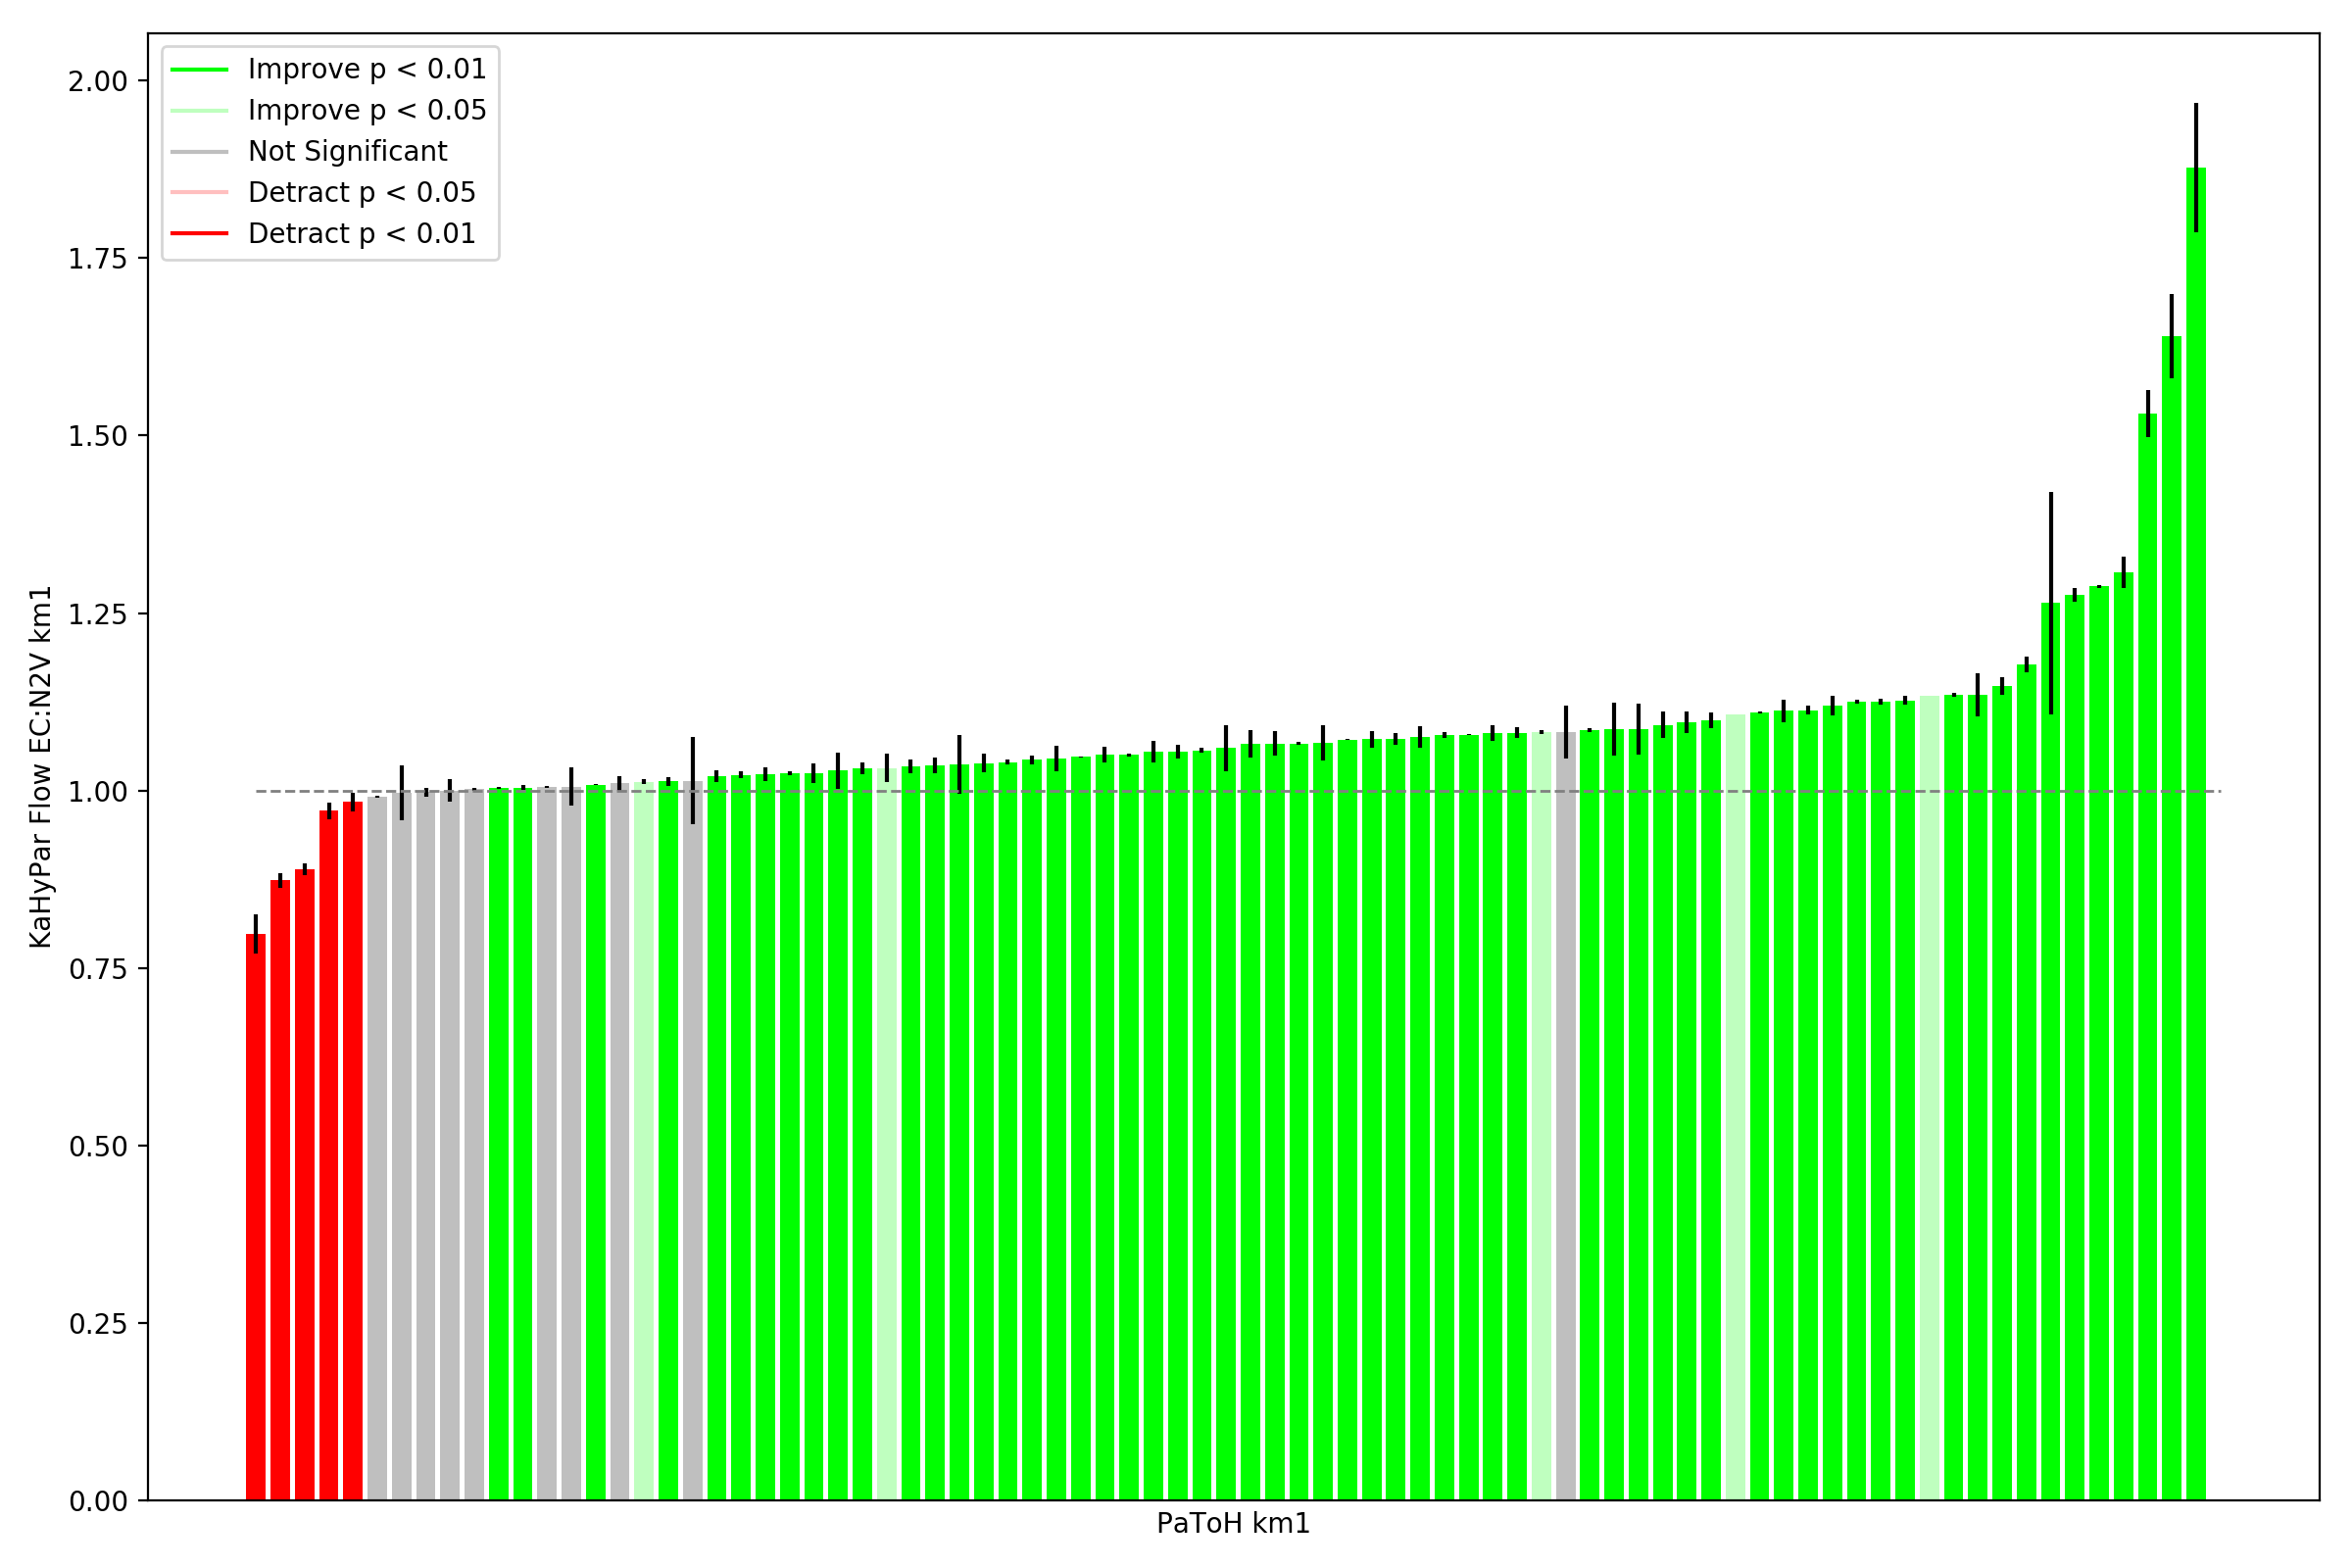 Improve p < 0.01
Improve p < 0.05
Not Significant
Detract p < 0.05
Detract p < 0.01
2.00
1.75
1.50
1.25
1.00
0.75
0.50
0.25
0.00
KaHyPar Flow EC:N2V km1
PaToH km1